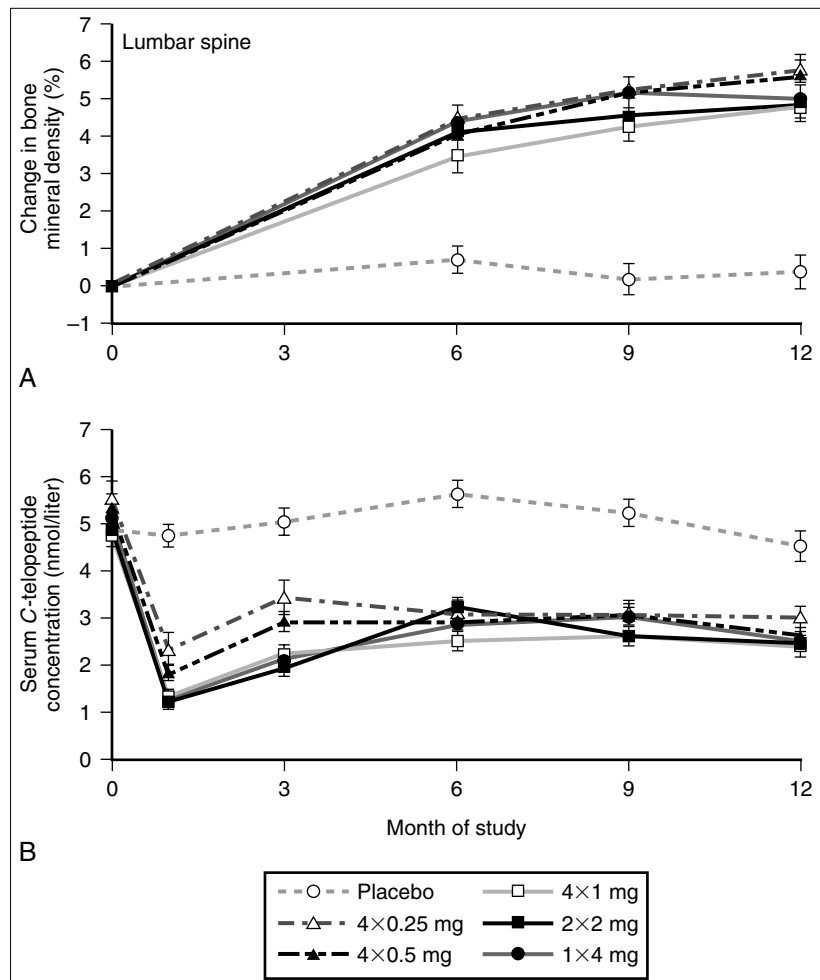 Lumbar spine
Change in bone
mineral density (%)
7
6
5
4
3
2
1
0
–1
0 3 6 9 12
A
Serum C-telopeptide
concentration (nmol/liter)
7
6
5
4
3
2
1
0
0 3 6 9 12
Month of study
B
Placebo 4×1 mg
4×0.25 mg 2×2 mg
4×0.5 mg 1×4 mg